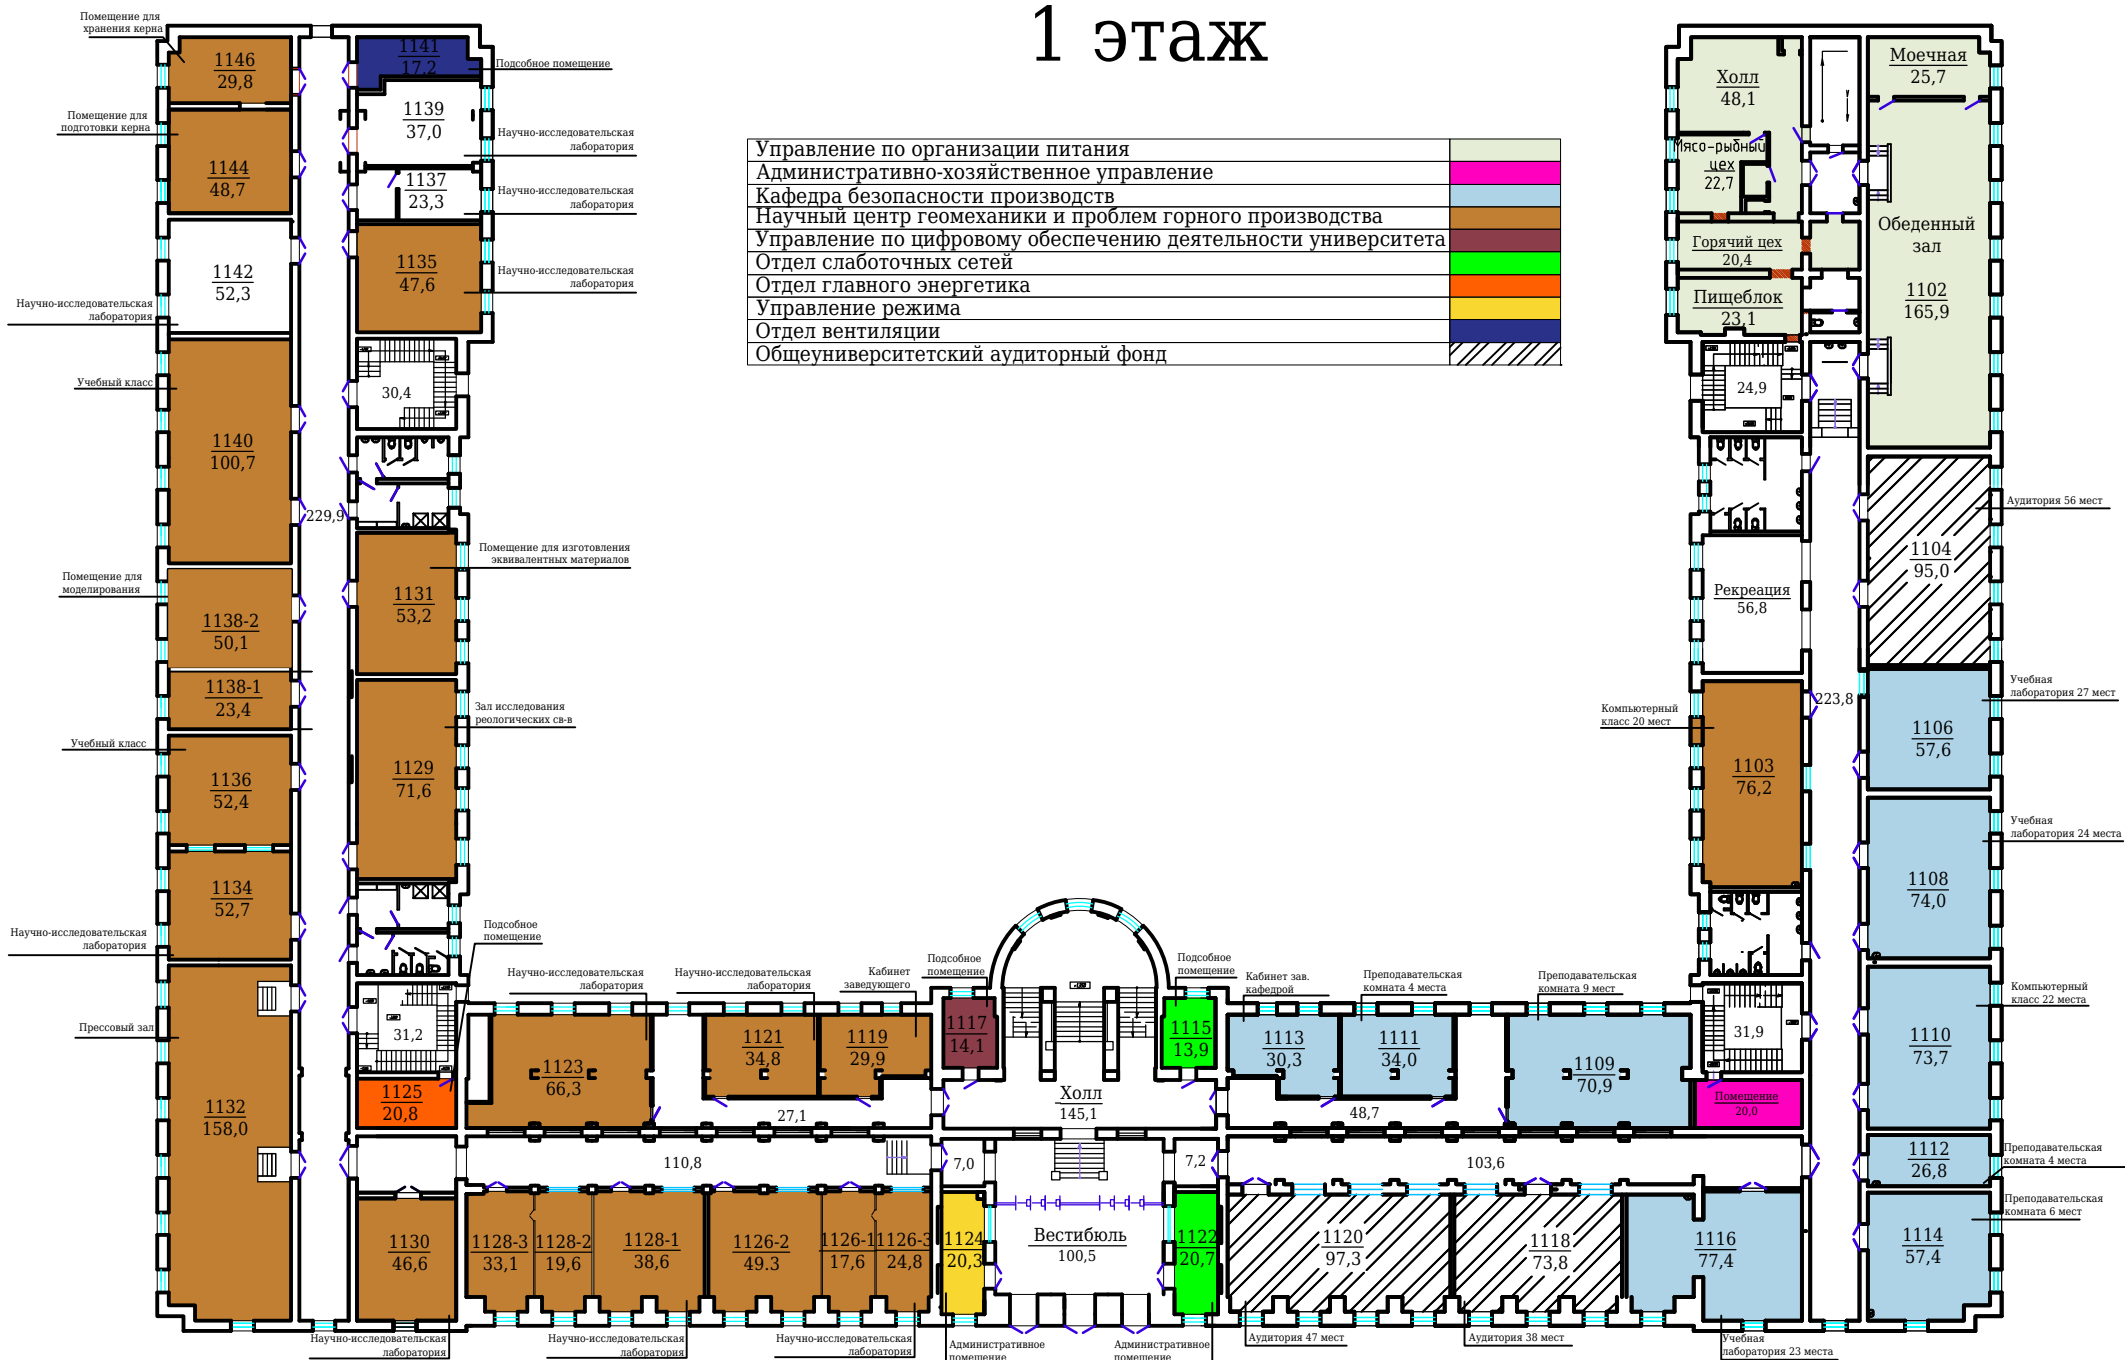 1 этаж
Управление по организации питания
Административно-хозяйственное управление
Кафедра безопасности производств
Научный центр геомеханики и проблем горного производства
Управление по цифровому обеспечению деятельности университета
Отдел слаботочных сетей
Отдел главного энергетика
Управление режима
Отдел вентиляции
Общеуниверситетский аудиторный фонд
Помещение для
хранения керна
1146
29,8
1141
17,2
Подсобное помещение
Помещение для
подготовки керна
1144
48,7
1139
37,0
Научно-исследовательская
лаборатория
1137
23,3
Научно-исследовательская
лаборатория
1142
52,3
Научно-исследовательская
лаборатория
1135
47,6
Научно-исследовательская
лаборатория
30,4
Учебный класс
1140
100,7
229,9
Помещение для
моделирования
1138-2
50,1
1138-1
23,4
Помещение для изготовления
эквивалентных материалов
1131
53,2
Учебный класс
1136
52,4
Зал исследования
реологических св-в
1129
71,6
1134
52,7
Научно-исследовательская
лаборатория
Подсобное
помещение
31,2
Прессовый зал
1132
158,0
1125
20,8
Научно-исследовательская
лаборатория
1123
66,3
Научно-исследовательская
лаборатория
1121
34,8
Кабинет
заведующего
1119
29,9
27,1
Подсобное
помещение
1117
14,1
Подсобное
помещение
1115
13,9
Холл
145,1
Кабинет зав.
кафедрой
1113
30,3
Преподавательская
комната 4 места
1111
34,0
Преподавательская
комната 9 мест
1109
70,9
48,7
31,9
Помещение
20,0
110,8
7,0
7,2
103,6
1130
46,6
Научно-исследовательская
лаборатория
1128-3
33,1
1128-2
19,6
1128-1
38,6
Научно-исследовательская
лаборатория
1126-2
49.3
1126-1
17,6
1126-3
24,8
Научно-исследовательская
лаборатория
1124
20,3
Административное
помещение
Вестибюль
100,5
1122
20,7
Административное
помещение
1120
97,3
Аудитория 47 мест
1118
73,8
Аудитория 38 мест
1116
77,4
Учебная
лаборатория 23 места
Холл
48,1
Моечная
25,7
Мясо-рыбный
цех
22,7
Горячий цех
20,4
Пищеблок
23,1
Обеденный
зал
1102
165,9
24,9
Аудитория 56 мест
1104
95,0
Рекреация
56,8
223,8
Компьютерный
класс 20 мест
1103
76,2
Учебная
лаборатория 27 мест
1106
57,6
Учебная
лаборатория 24 места
1108
74,0
Компьютерный
класс 22 места
1110
73,7
1112
26,8
Преподавательская
комната 4 места
Преподавательская
комната 6 мест
1114
57,4